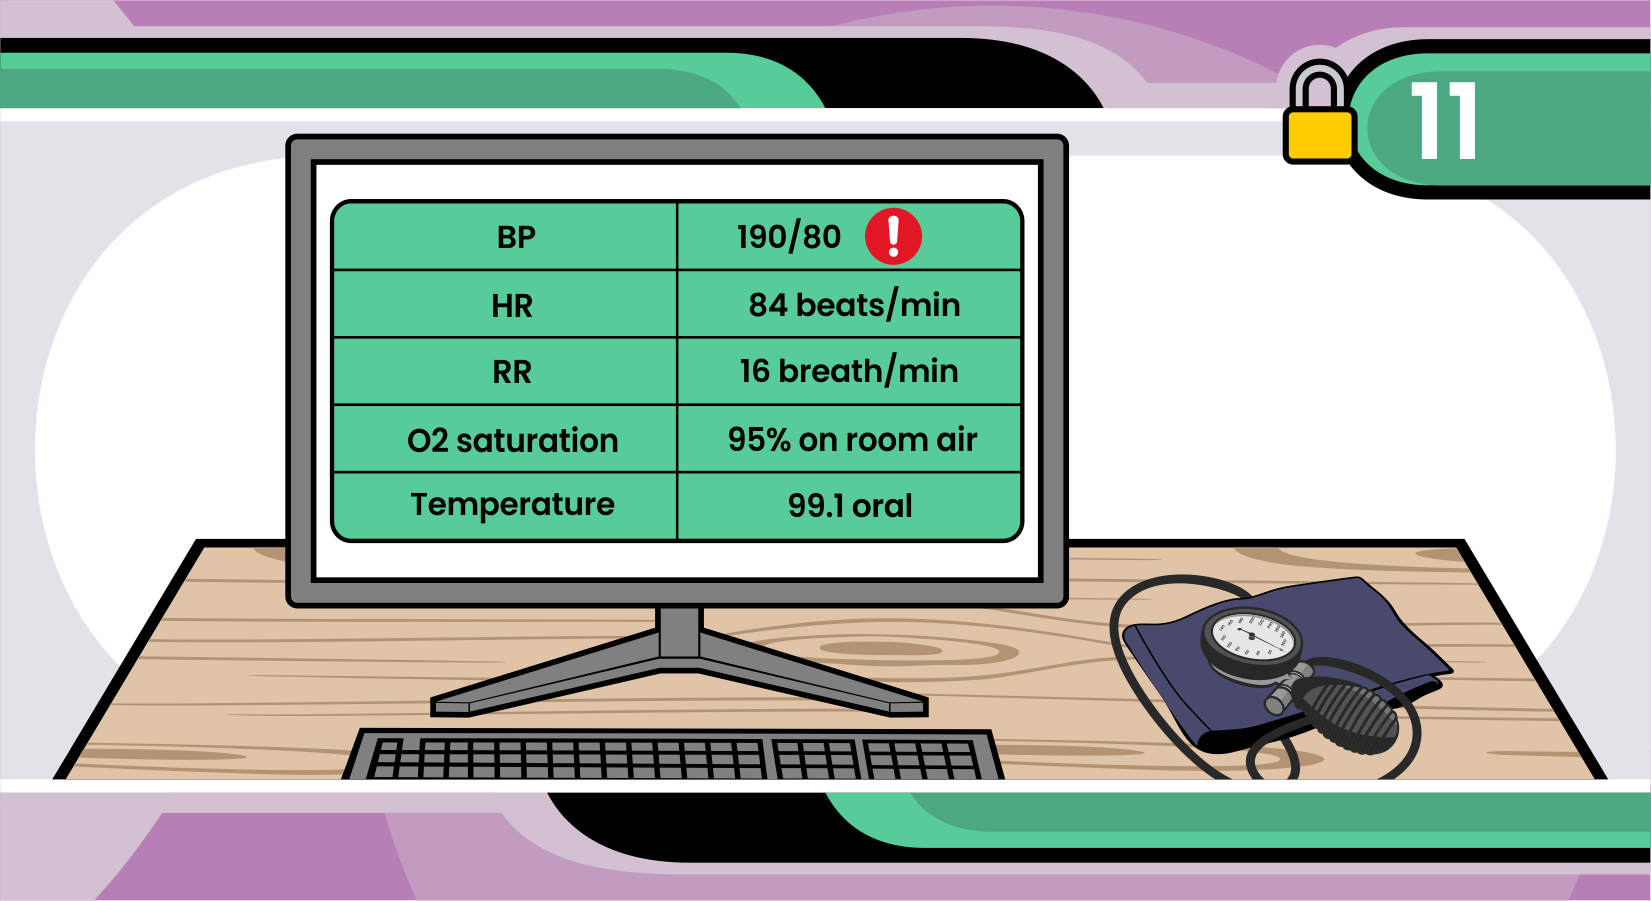 11
BP 190/80 !
HR 84 beats/min
RR 16 breath/min
O2 saturation 95% on room air
Temperature 99.1 oral